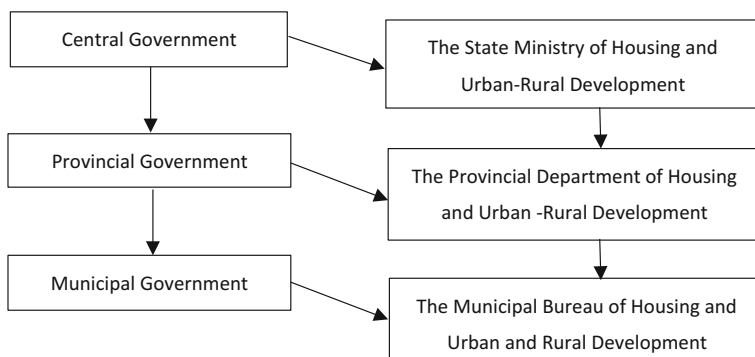 Central Government
The State Ministry of Housing and
Urban-Rural Development
Provincial Government
The Provincial Department of Housing
and Urban -Rural Development
Municipal Government
The Municipal Bureau of Housing and
Urban and Rural Development